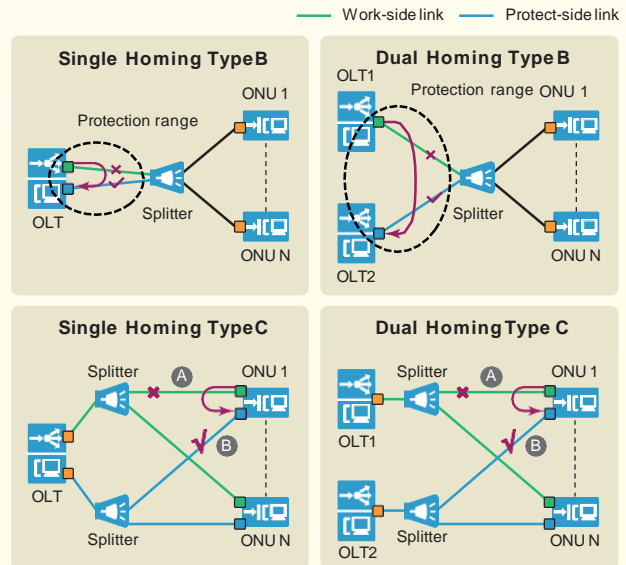 Work-side link
Protect-side link
Single Homing Type B
ONU 1
Protection range
OLT
Splitter
ONU N
Dual Homing Type B
OLT1
Protection range
ONU 1
Splitter
OLT2
ONU N
Single Homing Type C
Splitter
A
ONU 1
B
OLT
Splitter
ONU N
Dual Homing Type C
Splitter
A
ONU 1
OLT1
B
Splitter
OLT2
ONU N